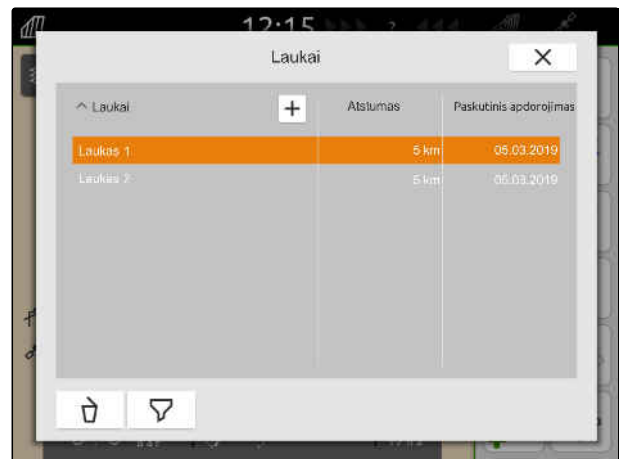 12:15
Laukai
Laukai + Atstumas Paskutinis apdorojimas
Laukas 1 5 km 05.03.2019
Laukas 2 5 km 05.03.2019